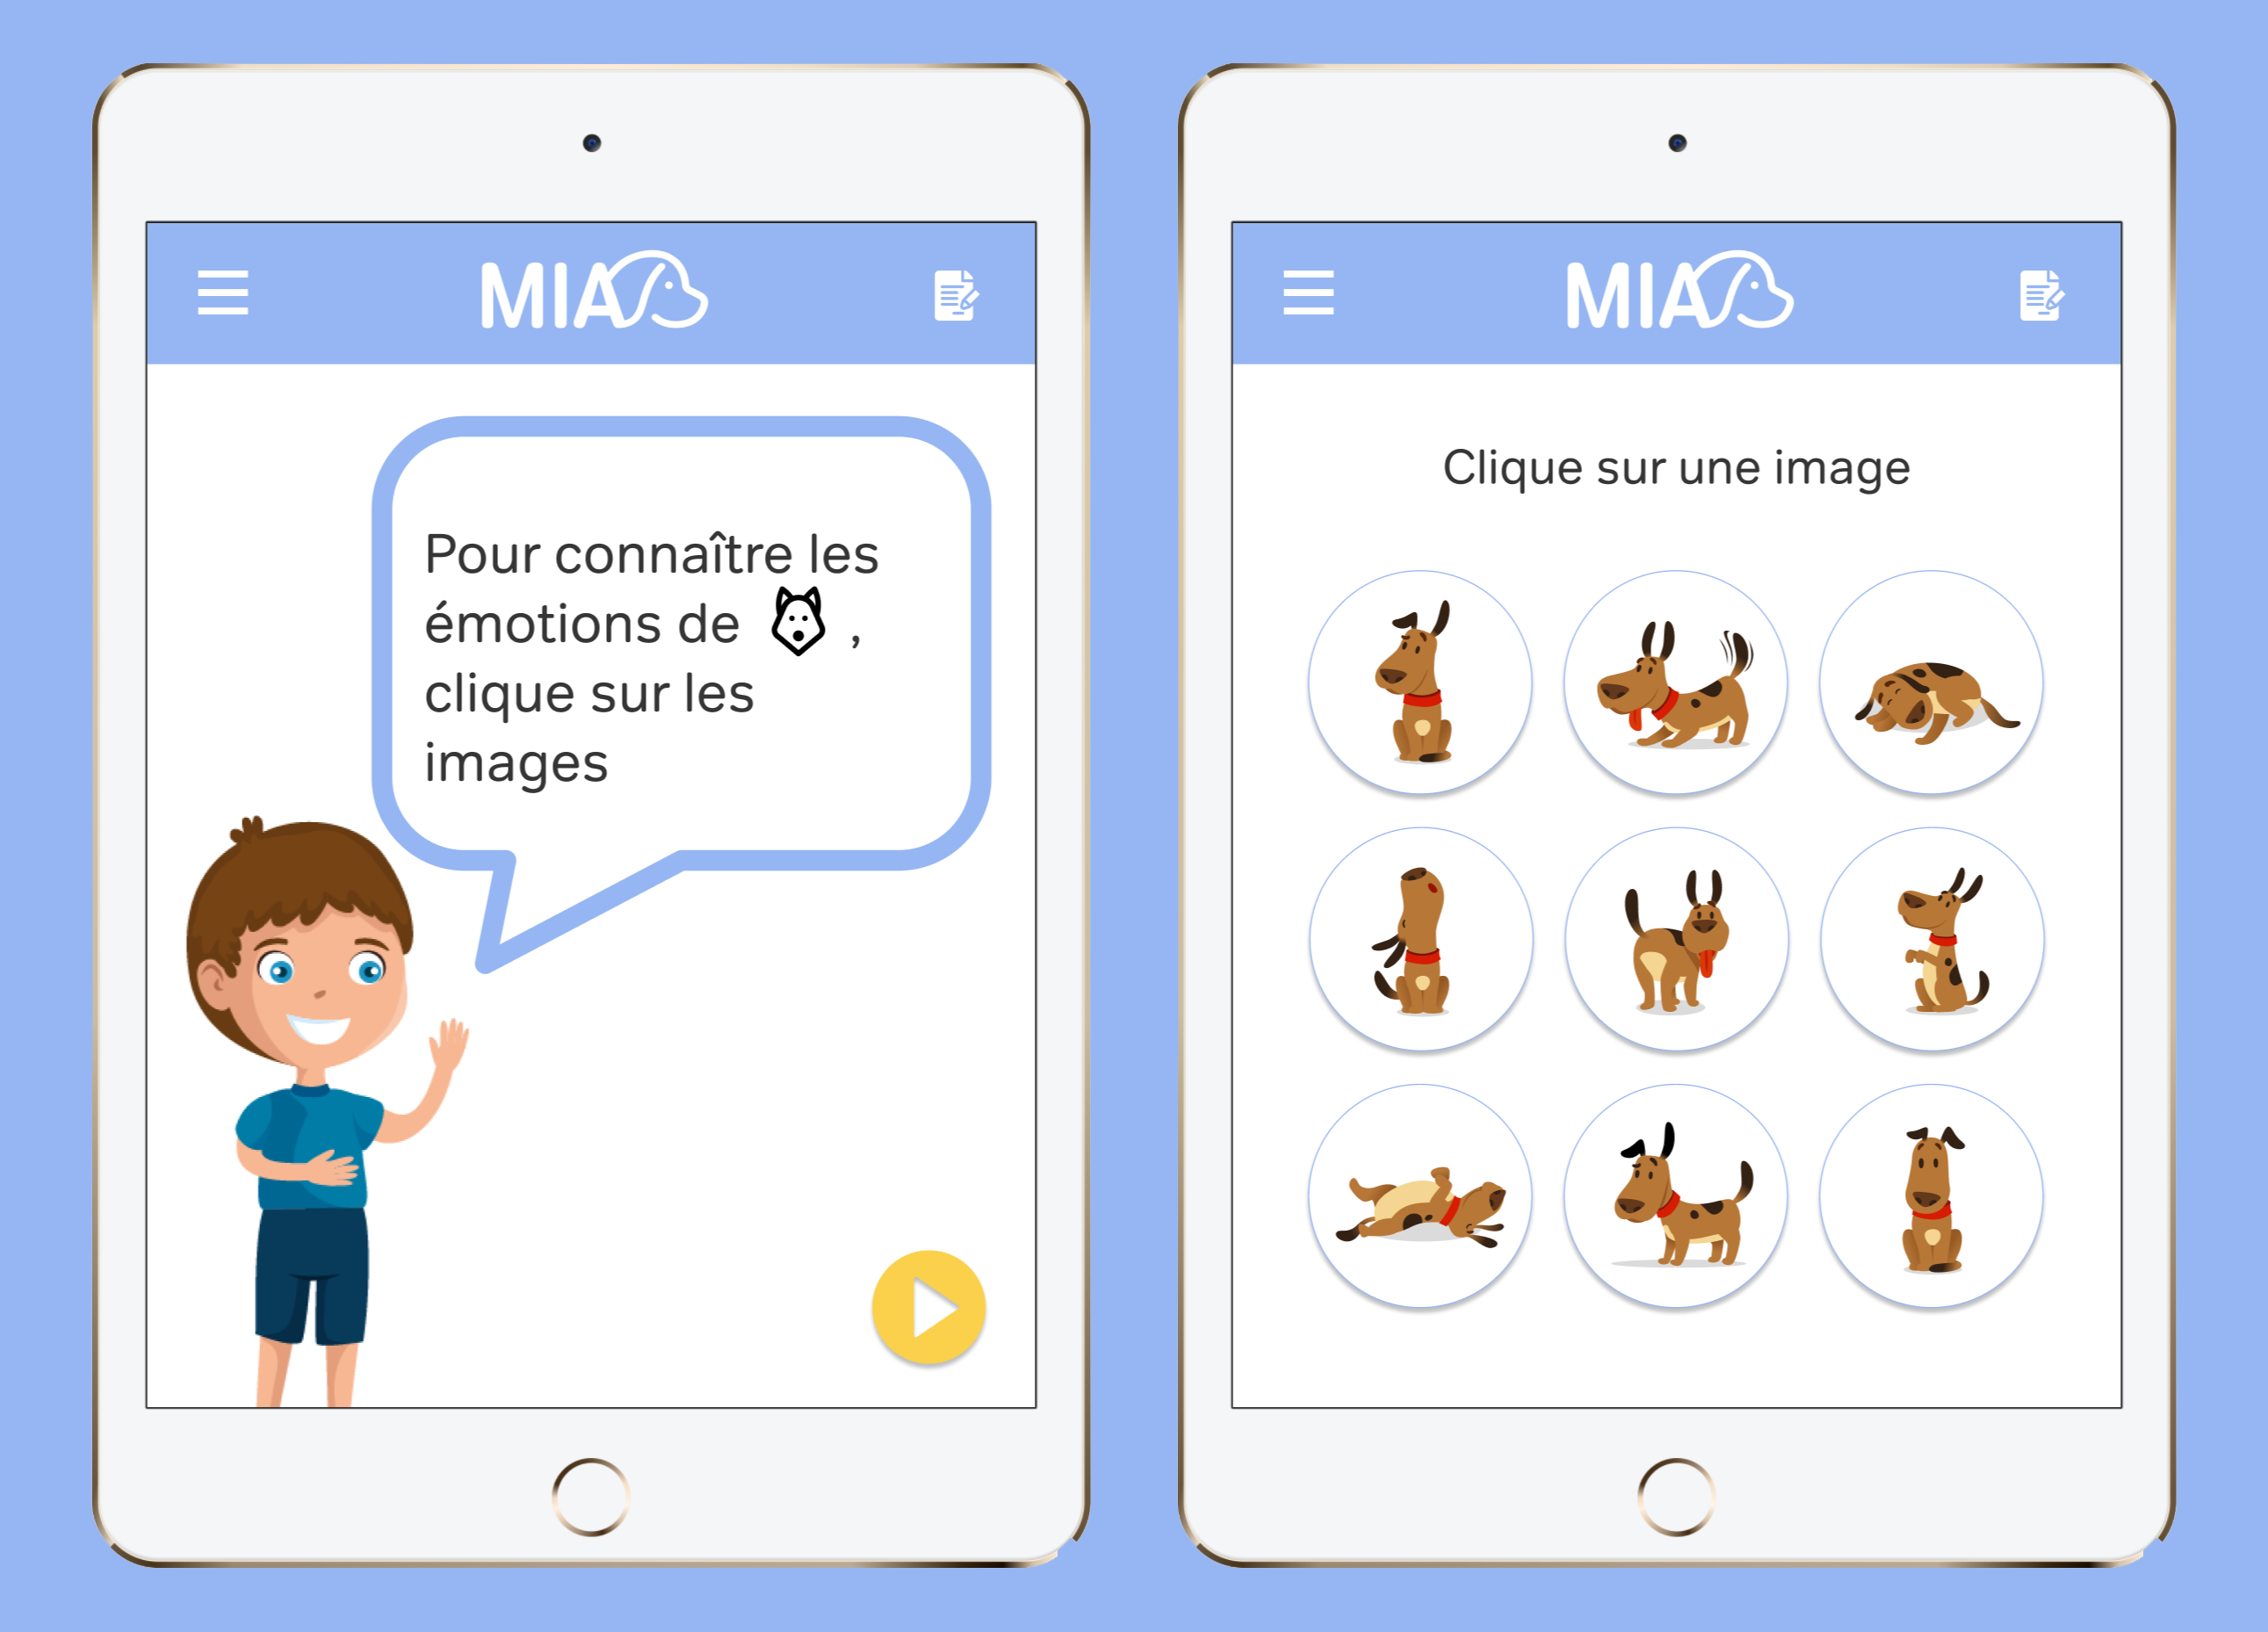 MIA
Pour connaître les
émotions de ,
clique sur les
images
MIA
Clique sur une image